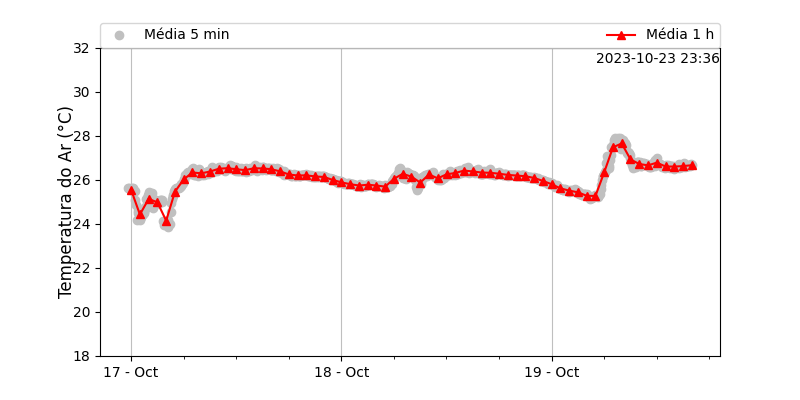 Média 5 min
Média 1 h
2023-10-23 23:36
Temperatura do Ar (°C)
32
30
28
26
24
22
20
18
17 - Oct
18 - Oct
19 - Oct